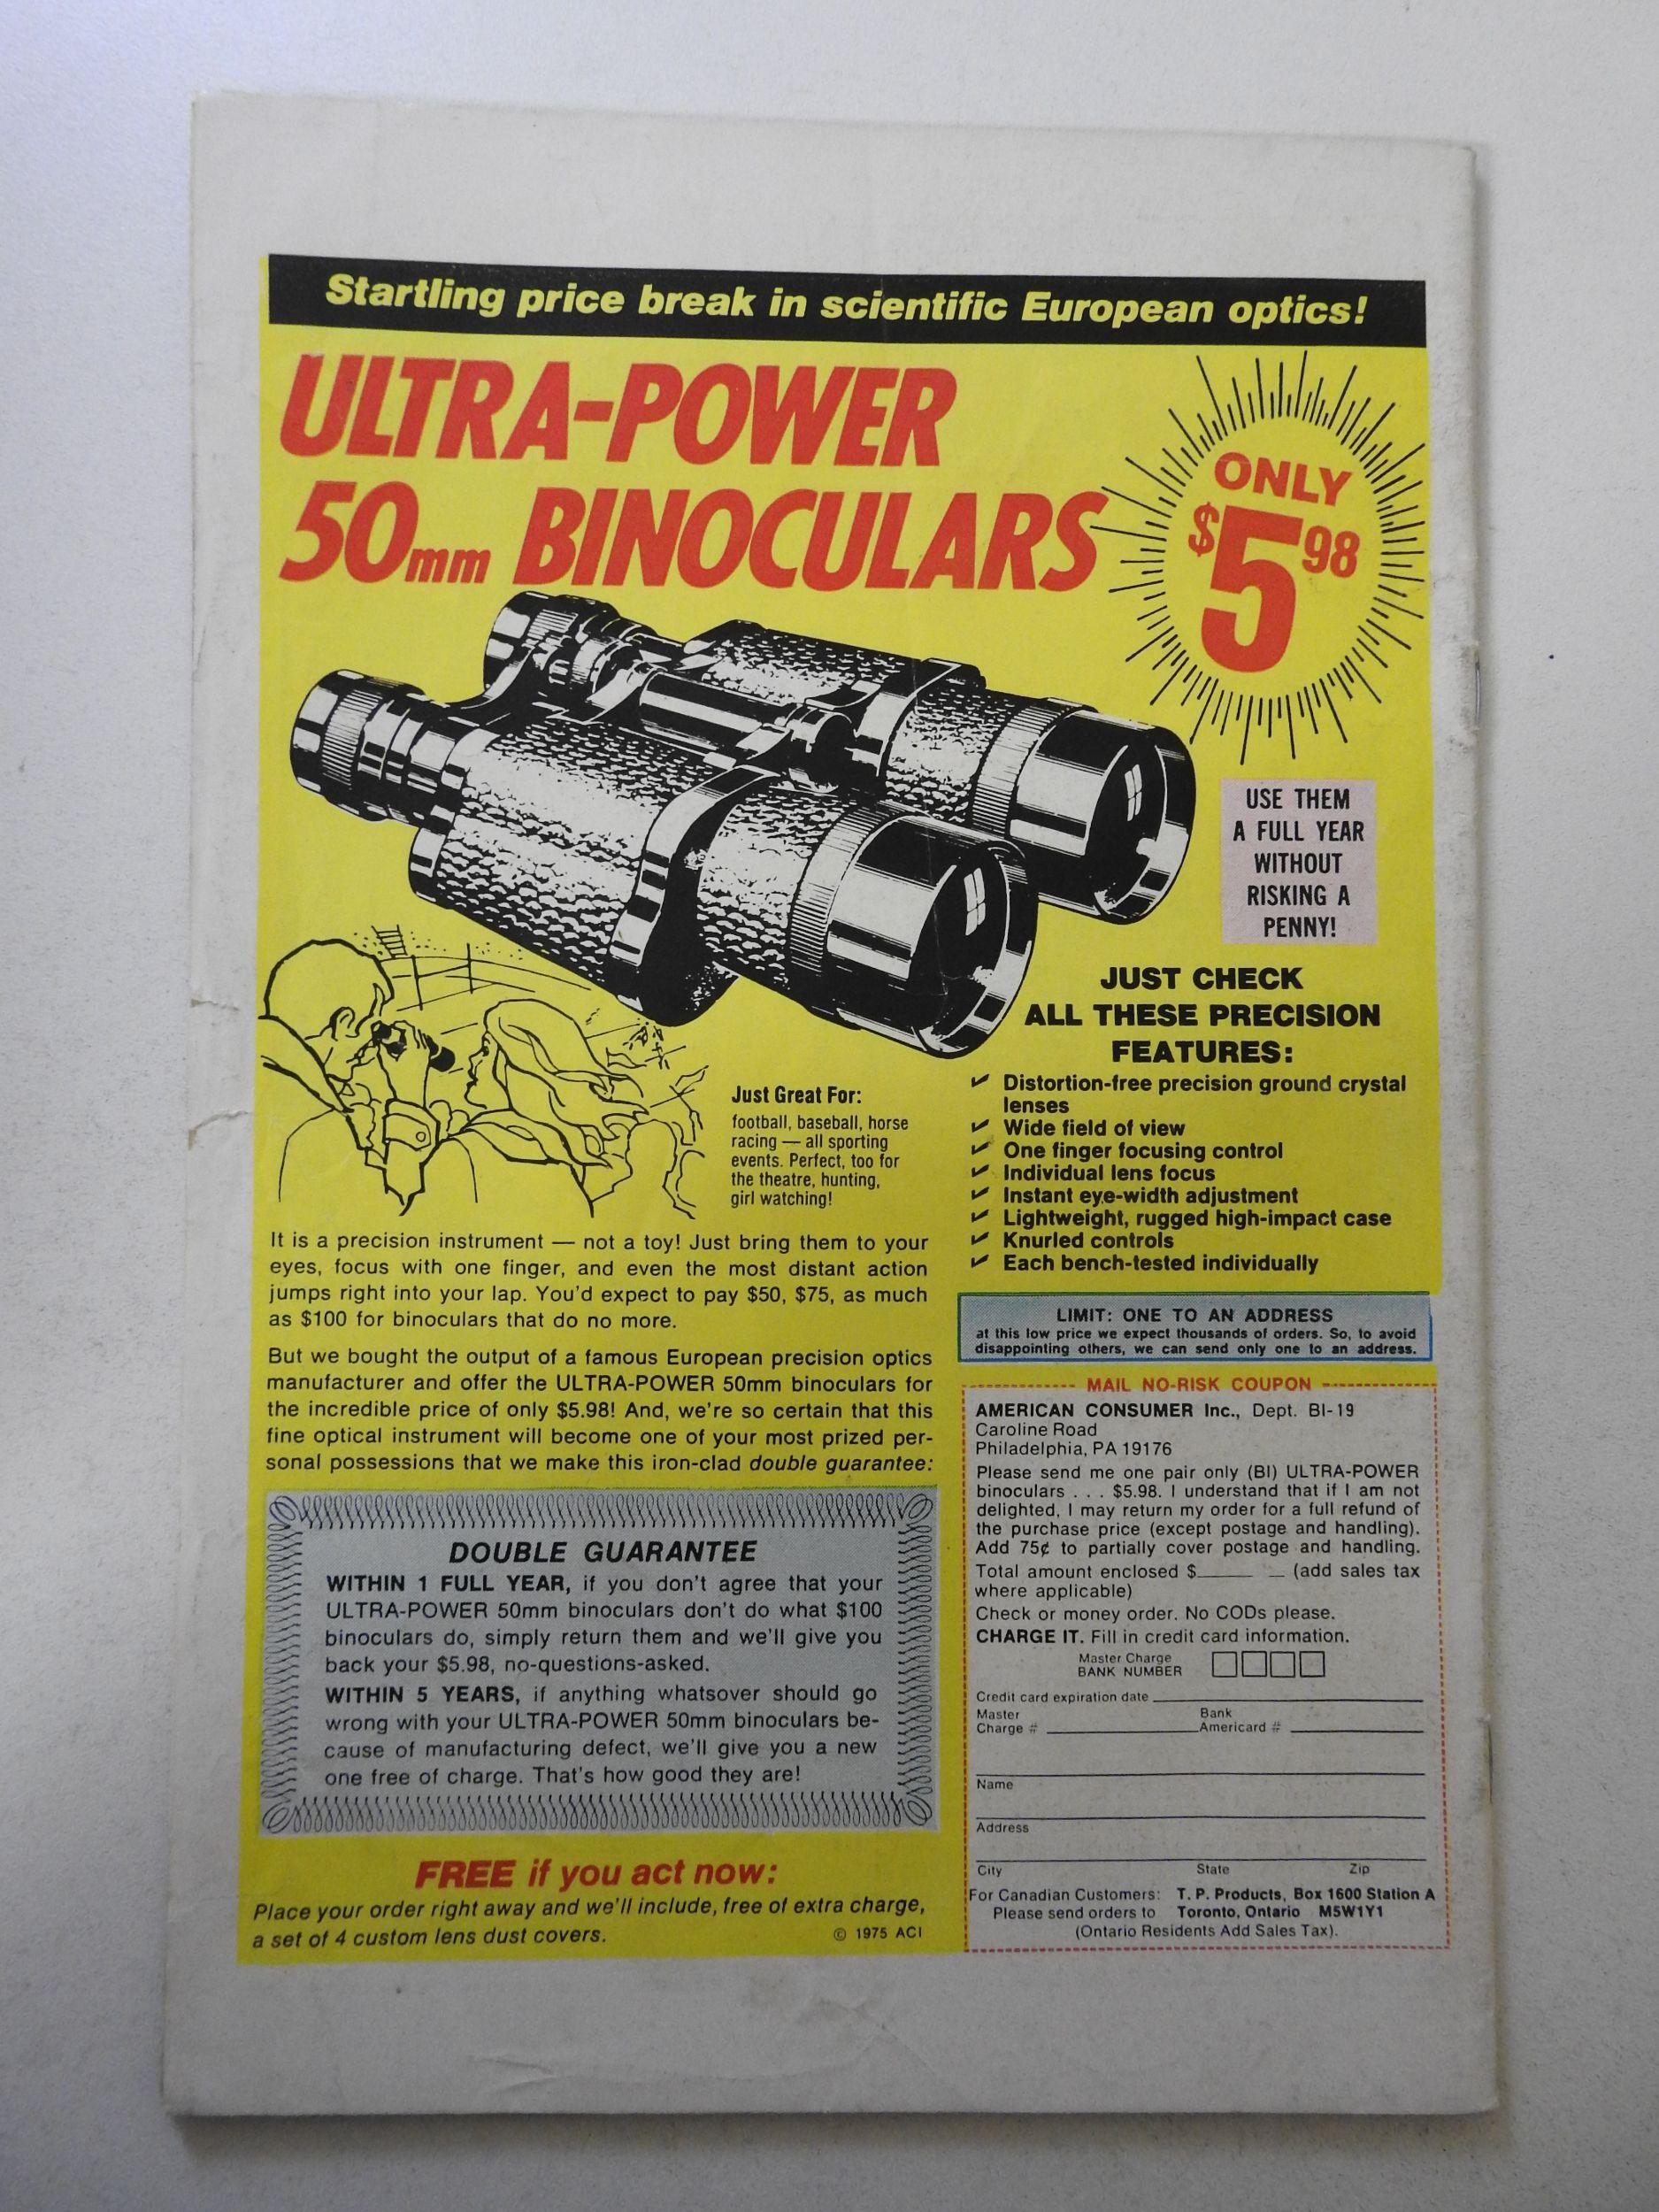 Startling price break in scientific European optics!
ULTRA-POWER
50mm BINOCULARS
ONLY
$5 98
USE THEM
A FULL YEAR
WITHOUT
RISKING A
PENNY!
JUST CHECK
ALL THESE PRECISION
FEATURES:
✓ Distortion-free precision ground crystal
lenses
✓ Wide field of view
✓ One finger focusing control
✓ Individual lens focus
✓ Instant eye-width adjustment
✓ Lightweight, rugged high-impact case
✓ Knurled controls
✓ Each bench-tested individually
Just Great For:
football, baseball, horse
racing — all sporting
events. Perfect, too for
the theatre, hunting,
girl watching!
It is a precision instrument — not a toy! Just bring them to your
eyes, focus with one finger, and even the most distant action
jumps right into your lap. You'd expect to pay $50, $75, as much
as $100 for binoculars that do no more.
But we bought the output of a famous European precision optics
manufacturer and offer the ULTRA-POWER 50mm binoculars for
the incredible price of only $5.98! And, we're so certain that this
fine optical instrument will become one of your most prized per-
sonal possessions that we make this iron-clad double guarantee:
DOUBLE GUARANTEE
WITHIN 1 FULL YEAR, if you don't agree that your
ULTRA-POWER 50mm binoculars don't do what $100
binoculars do, simply return them and we'll give you
back your $5.98, no-questions-asked.
WITHIN 5 YEARS, if anything whatsover should go
wrong with your ULTRA-POWER 50mm binoculars be-
cause of manufacturing defect, we'll give you a new
one free of charge. That's how good they are!
FREE if you act now:
Place your order right away and we'll include, free of extra charge,
a set of 4 custom lens dust covers.
© 1975 ACI
LIMIT: ONE TO AN ADDRESS
at this low price we expect thousands of orders. So, to avoid
disappointing others, we can send only one to an address.
MAIL NO-RISK COUPON
AMERICAN CONSUMER Inc., Dept. BI-19
Caroline Road
Philadelphia, PA 19176
Please send me one pair only (BI) ULTRA-POWER
binoculars . . . $5.98. I understand that if I am not
delighted, I may return my order for a full refund of
the purchase price (except postage and handling).
Add 75¢ to partially cover postage and handling.
Total amount enclosed $_____ __ (add sales tax
where applicable)
Check or money order. No CODs please.
CHARGE IT. Fill in credit card information.
Master Charge
BANK NUMBER
Credit card expiration date
Master
Charge #
Bank
Americard #
Name
Address
City State Zip
For Canadian Customers: T. P. Products, Box 1600 Station A
Please send orders to Toronto, Ontario M5W1Y1
(Ontario Residents Add Sales Tax).